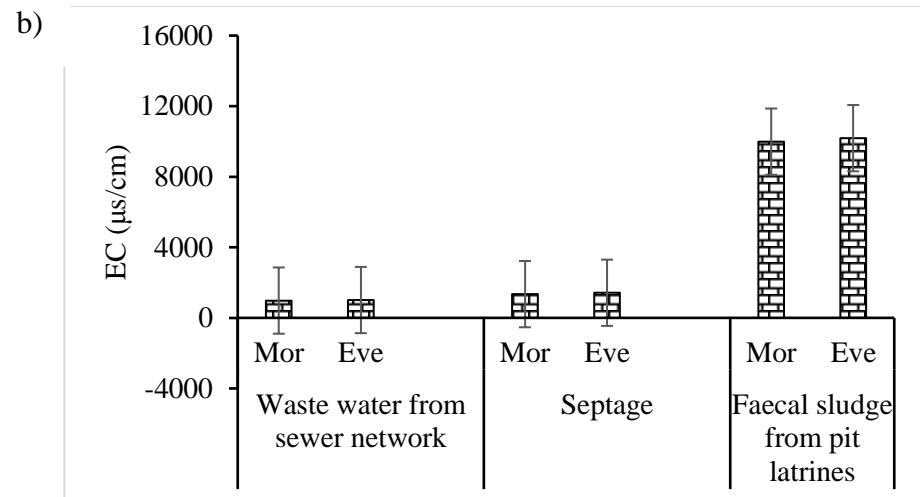 b)
16000
12000
8000
4000
0
-4000
EC (µs/cm)
Mor Eve Mor Eve Mor Eve
Waste water from
sewer network
Septage
Faecal sludge
from pit
latrines